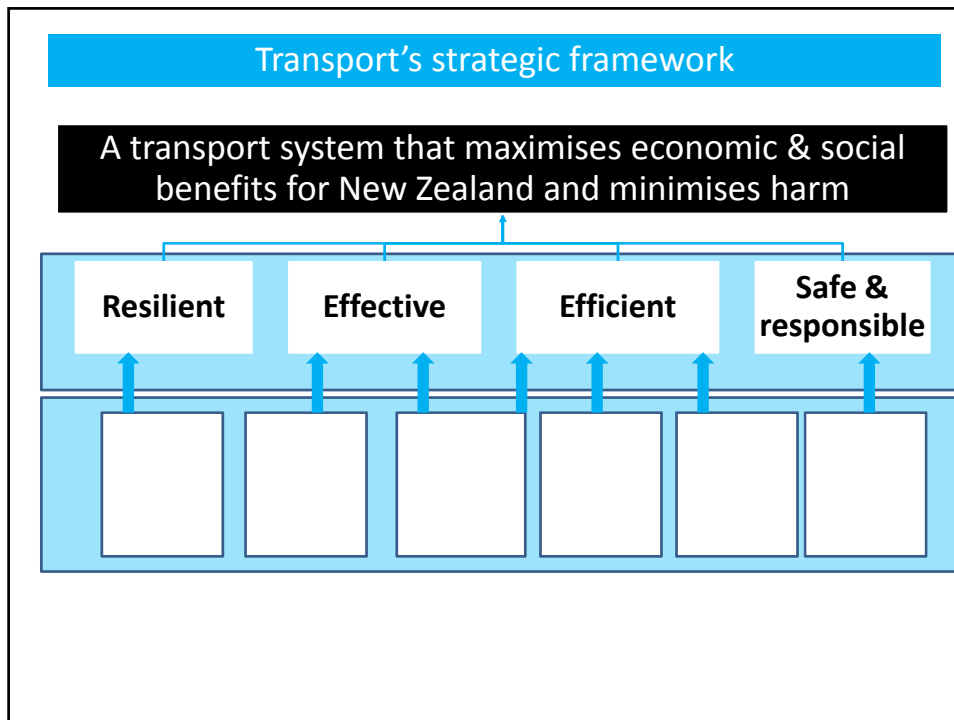 Transport’s strategic framework
A transport system that maximises economic & social
benefits for New Zealand and minimises harm
Resilient
Effective
Efficient
Safe &
responsible